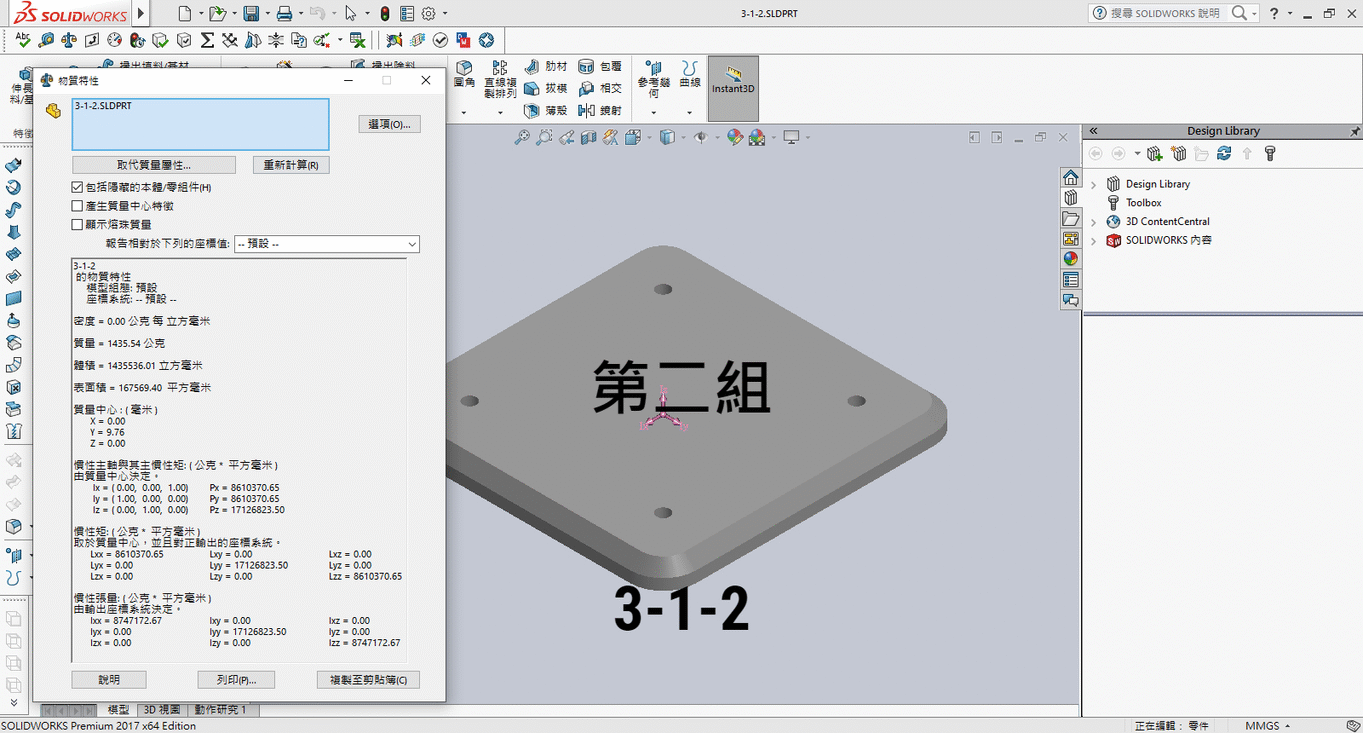 SOLIDWORKS
3-1-2.SLDPRT
搜尋 SOLIDWORKS 說明
掃出填料/基材
掃出除料
伸長
料/基
特徵
圓角
直線複
製排列
肋材
拔模
薄殼
包覆
相交
鏡射
參考幾
何
曲線
Instant3D
物質特性
3-1-2.SLDPRT
選項(O)...
取代質量屬性...
重新計算(R)
包括隱藏的本體/零組件(H)
產生質量中心特徵
顯示熔珠質量
報告相對於下列的座標值:
-- 預設 --
3-1-2
的物質特性
模型組態: 預設
座標系統: -- 預設 --
密度 = 0.00 公克 每 立方毫米
質量 = 1435.54 公克
體積 = 1435536.01 立方毫米
表面積 = 167569.40 平方毫米
質量中心 : ( 毫米 )
X = 0.00
Y = 9.76
Z = 0.00
慣性主軸與其主慣性矩: ( 公克 * 平方毫米 )
由質量中心決定。
Ix = ( 0.00, 0.00, 1.00) Px = 8610370.65
Iy = ( 1.00, 0.00, 0.00) Py = 8610370.65
Iz = ( 0.00, 1.00, 0.00) Pz = 17126823.50
慣性矩: ( 公克 * 平方毫米 )
取於質量中心，並且對正輸出的座標系統。
Lxx = 8610370.65 Lxy = 0.00 Lxz = 0.00
Lyx = 0.00 Lyy = 17126823.50 Lyz = 0.00
Lzx = 0.00 Lzy = 0.00 Lzz = 8610370.65
慣性張量: ( 公克 * 平方毫米 )
由輸出座標系統決定。
Ixx = 8747172.67 Ixy = 0.00 Ixz = 0.00
Iyx = 0.00 Iyy = 17126823.50 Iyz = 0.00
Izx = 0.00 Izy = 0.00 Izz = 8747172.67
說明
列印(P)...
複製至剪貼簿(C)
第二組
3-1-2
Design Library
Design Library
Toolbox
3D ContentCentral
SOLIDWORKS 內容
模型
3D 視圖
動作研究 1
SOLIDWORKS Premium 2017 x64 Edition
正在編輯： 零件
MMGS